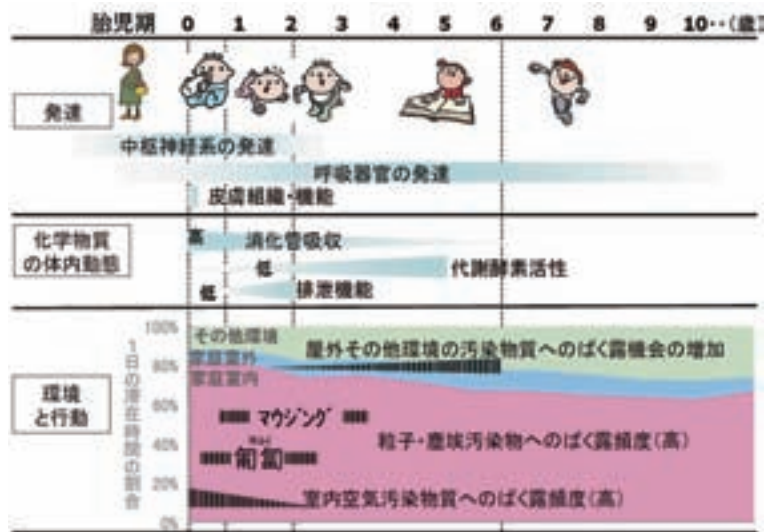 胎児期 0 1 2 3 4 5 6 7 8 9 10‥(歳)
発達
中枢神経系の発達
呼吸器官の発達
皮膚組織・機能
化学物質
の体内動態
高 消化管吸収
低 代謝酵素活性
低 排泄機能
環境
と行動
1日の滞在時間の割合
100%
80%
60%
40%
20%
0%
その他環境
家庭室外
家庭室内
屋外その他環境の汚染物質へのばく露機会の増加
マウジング
粒子・塵埃汚染物へのばく露頻度(高)
匍匐
室内空気汚染物質へのばく露頻度(高)